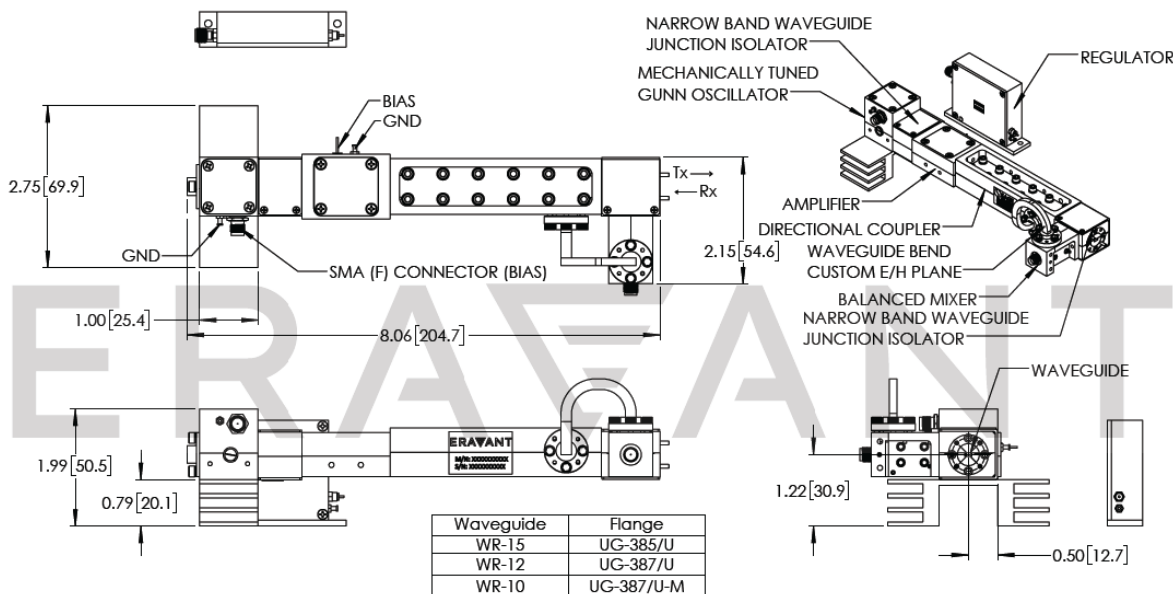 NARROW BAND WAVEGUIDE
JUNCTION ISOLATOR
MECHANICALLY TUNED
GUNN OSCILLATOR
REGULATOR
AMPLIFIER
DIRECTIONAL COUPLER
WAVEGUIDE BEND
CUSTOM E/H PLANE
BALANCED MIXER
NARROW BAND WAVEGUIDE
JUNCTION ISOLATOR
BIAS
GND
Tx
Rx
2.75[69.9]
GND
SMA (F) CONNECTOR (BIAS)
2.15[54.6]
1.00[25.4]
8.06[204.7]
ERAVANT
WAVEGUIDE
ERAVANT
M/N: XXXXXXXXXX
S/N: XXXXXXXXXX
1.99[50.5]
0.79[20.1]
1.22[30.9]
0.50[12.7]
Waveguide Flange
WR-15 UG-385/U
WR-12 UG-387/U
WR-10 UG-387/U-M